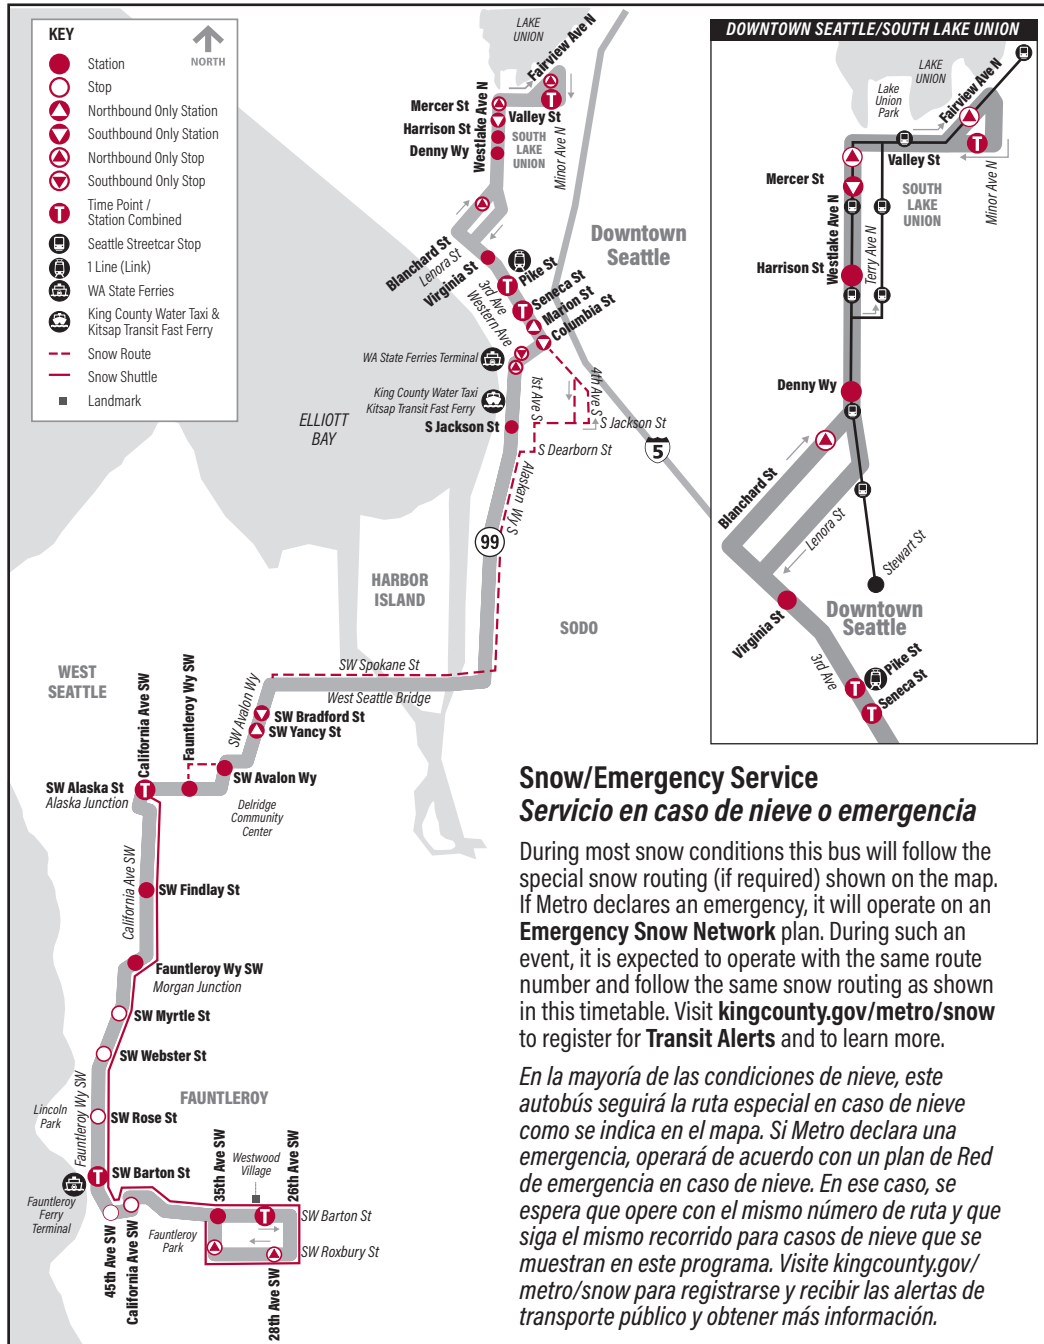 KEY
NORTH
Station
Stop
Northbound Only Station
Southbound Only Station
Northbound Only Stop
Southbound Only Stop
Time Point /
Station Combined
Seattle Streetcar Stop
1 Line (Link)
WA State Ferries
King County Water Taxi &
Kitsap Transit Fast Ferry
Snow Route
Snow Shuttle
Landmark
LAKE
UNION
Fairview Ave N
Mercer St
Harrison St
Denny Wy
Westlake Ave N
Valley St
SOUTH
LAKE
UNION
Minor Ave N
Blanchard St
Lenora St
Virginia St
Downtown
Seattle
Pike St
Seneca St
Marion St
Columbia St
3rd Ave
Western Ave
WA State Ferries Terminal
King County Water Taxi
Kitsap Transit Fast Ferry
1st Ave S
4th Ave S
S Jackson St
S Jackson St
S Dearborn St
Alaskan Wy S
ELLIOTT
BAY
5
99
HARBOR
ISLAND
SODO
WEST
SEATTLE
SW Spokane St
West Seattle Bridge
SW Avalon Wy
SW Bradford St
SW Yancy St
California Ave SW
Fauntleroy Wy SW
SW Avalon Wy
SW Alaska St
Alaska Junction
Delridge
Community
Center
California Ave SW
SW Findlay St
Fauntleroy Wy SW
Morgan Junction
SW Myrtle St
SW Webster St
Fauntleroy Wy SW
FAUNTLEROY
Lincoln
Park
SW Rose St
SW Barton St
Fauntleroy
Ferry
Terminal
45th Ave SW
California Ave SW
Fauntleroy
Park
35th Ave SW
Westwood
Village
26th Ave SW
SW Barton St
SW Roxbury St
28th Ave SW
T
T
T
T
T
T
DOWNTOWN SEATTLE/SOUTH LAKE UNION
LAKE
UNION
Lake
Union
Park
Fairview Ave N
Valley St
Mercer St
SOUTH
LAKE
UNION
Minor Ave N
Westlake Ave N
Terry Ave N
Harrison St
Denny Wy
Blanchard St
Lenora St
Stewart St
Virginia St
Downtown
Seattle
3rd Ave
Pike St
Seneca St
T
T
T
T
Snow/Emergency Service
Servicio en caso de nieve o emergencia
During most snow conditions this bus will follow the
special snow routing (if required) shown on the map.
If Metro declares an emergency, it will operate on an
Emergency Snow Network plan. During such an
event, it is expected to operate with the same route
number and follow the same snow routing as shown
in this timetable. Visit kingcounty.gov/metro/snow
to register for Transit Alerts and to learn more.
En la mayoría de las condiciones de nieve, este
autobús seguirá la ruta especial en caso de nieve
como se indica en el mapa. Si Metro declara una
emergencia, operará de acuerdo con un plan de Red
de emergencia en caso de nieve. En ese caso, se
espera que opere con el mismo número de ruta y que
siga el mismo recorrido para casos de nieve que se
muestran en este programa. Visite kingcounty.gov/
metro/snow para registrarse y recibir las alertas de
transporte público y obtener más información.